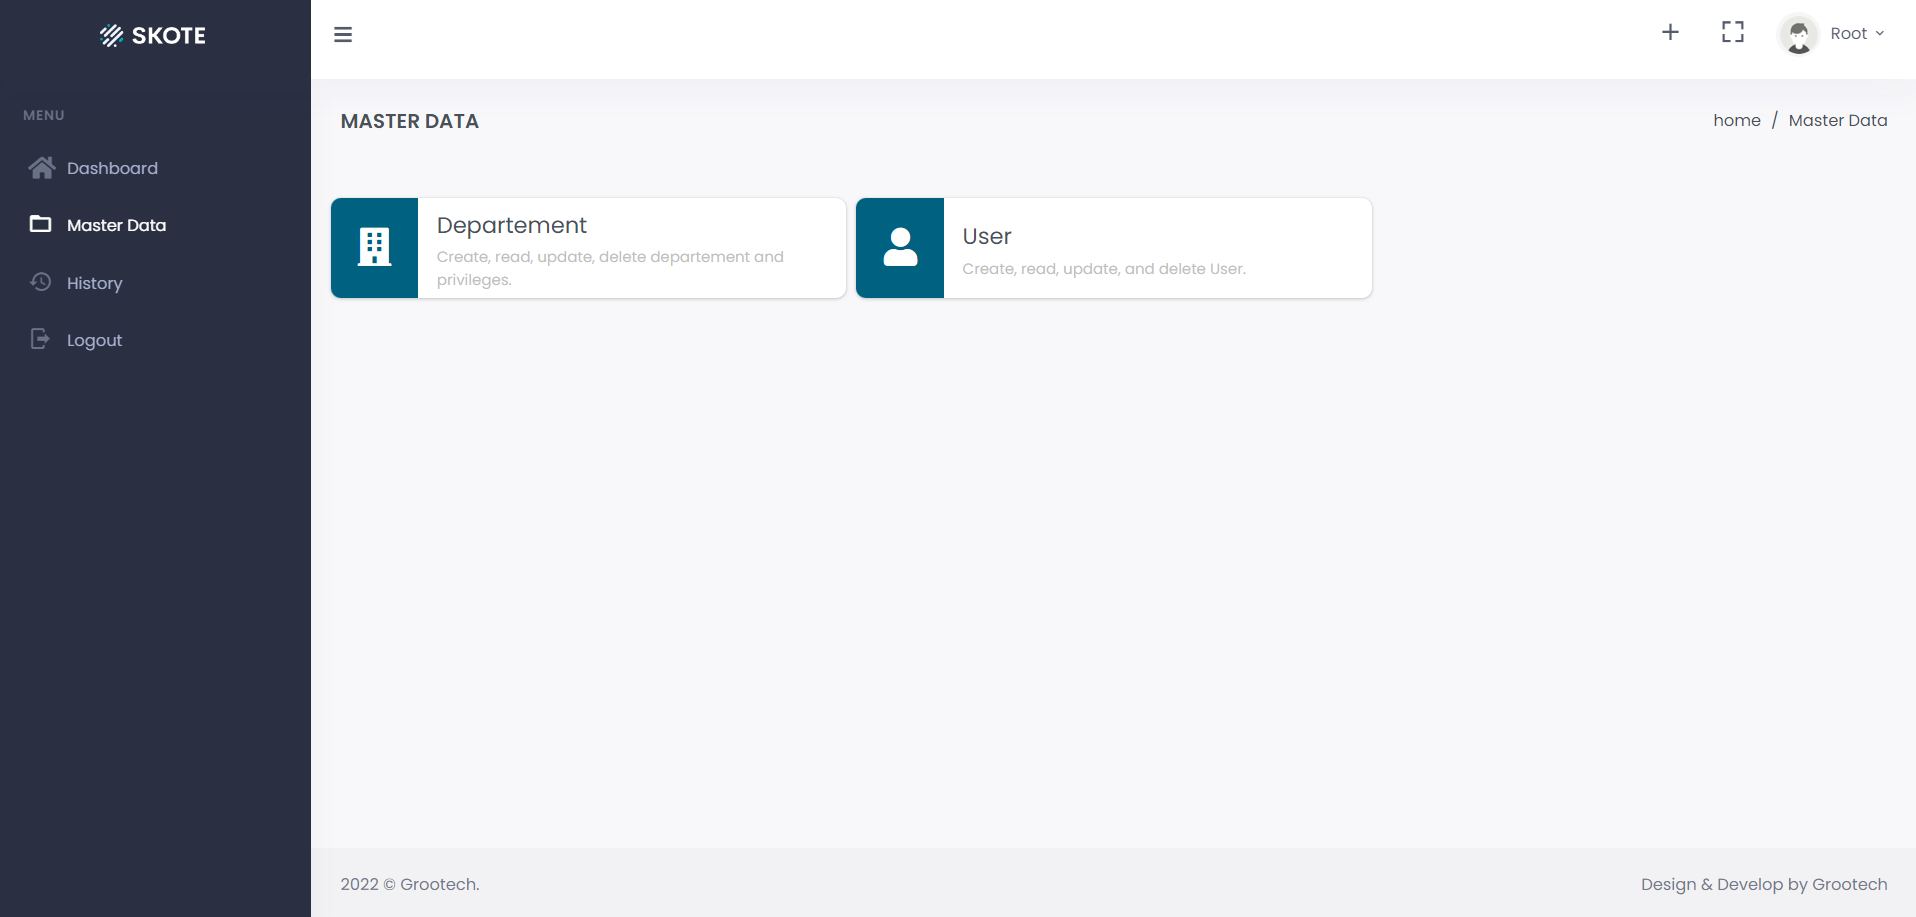 SKOTE
Root
MENU
Dashboard
Master Data
History
Logout
MASTER DATA
home / Master Data
Departement
Create, read, update, delete departement and
privileges.
User
Create, read, update, and delete User.
2022 © Grootech.
Design & Develop by Grootech